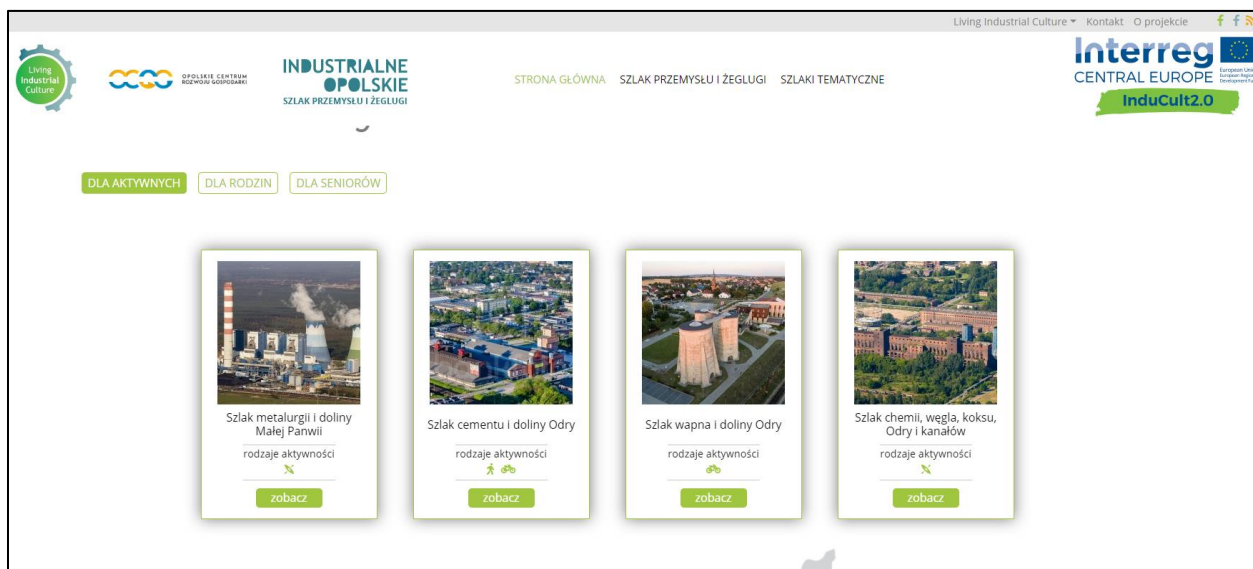 Living Industrial Culture Kontakt O projekcie
Living
Industrial
Culture
OPOLSKIE CENTRUM
ROZWOJU GOSPODARKI
INDUSTRIALNE
OPOLSKIE
SZLAK PRZEMYSŁU I ŻEGLUGI
STRONA GŁÓWNA SZLAK PRZEMYSŁU I ŻEGLUGI SZLAKI TEMATYCZNE
Interreg
CENTRAL EUROPE
InduCult2.0
DLA AKTYWNYCH DLA RODZIN DLA SENIORÓW
Szlak metalurgii i doliny
Małej Panwii
rodzaje aktywności
zobacz
Szlak cementu i doliny Odry
rodzaje aktywności
zobacz
Szlak wapna i doliny Odry
rodzaje aktywności
zobacz
Szlak chemii, węgla, koksu,
Odry i kanałów
rodzaje aktywności
zobacz